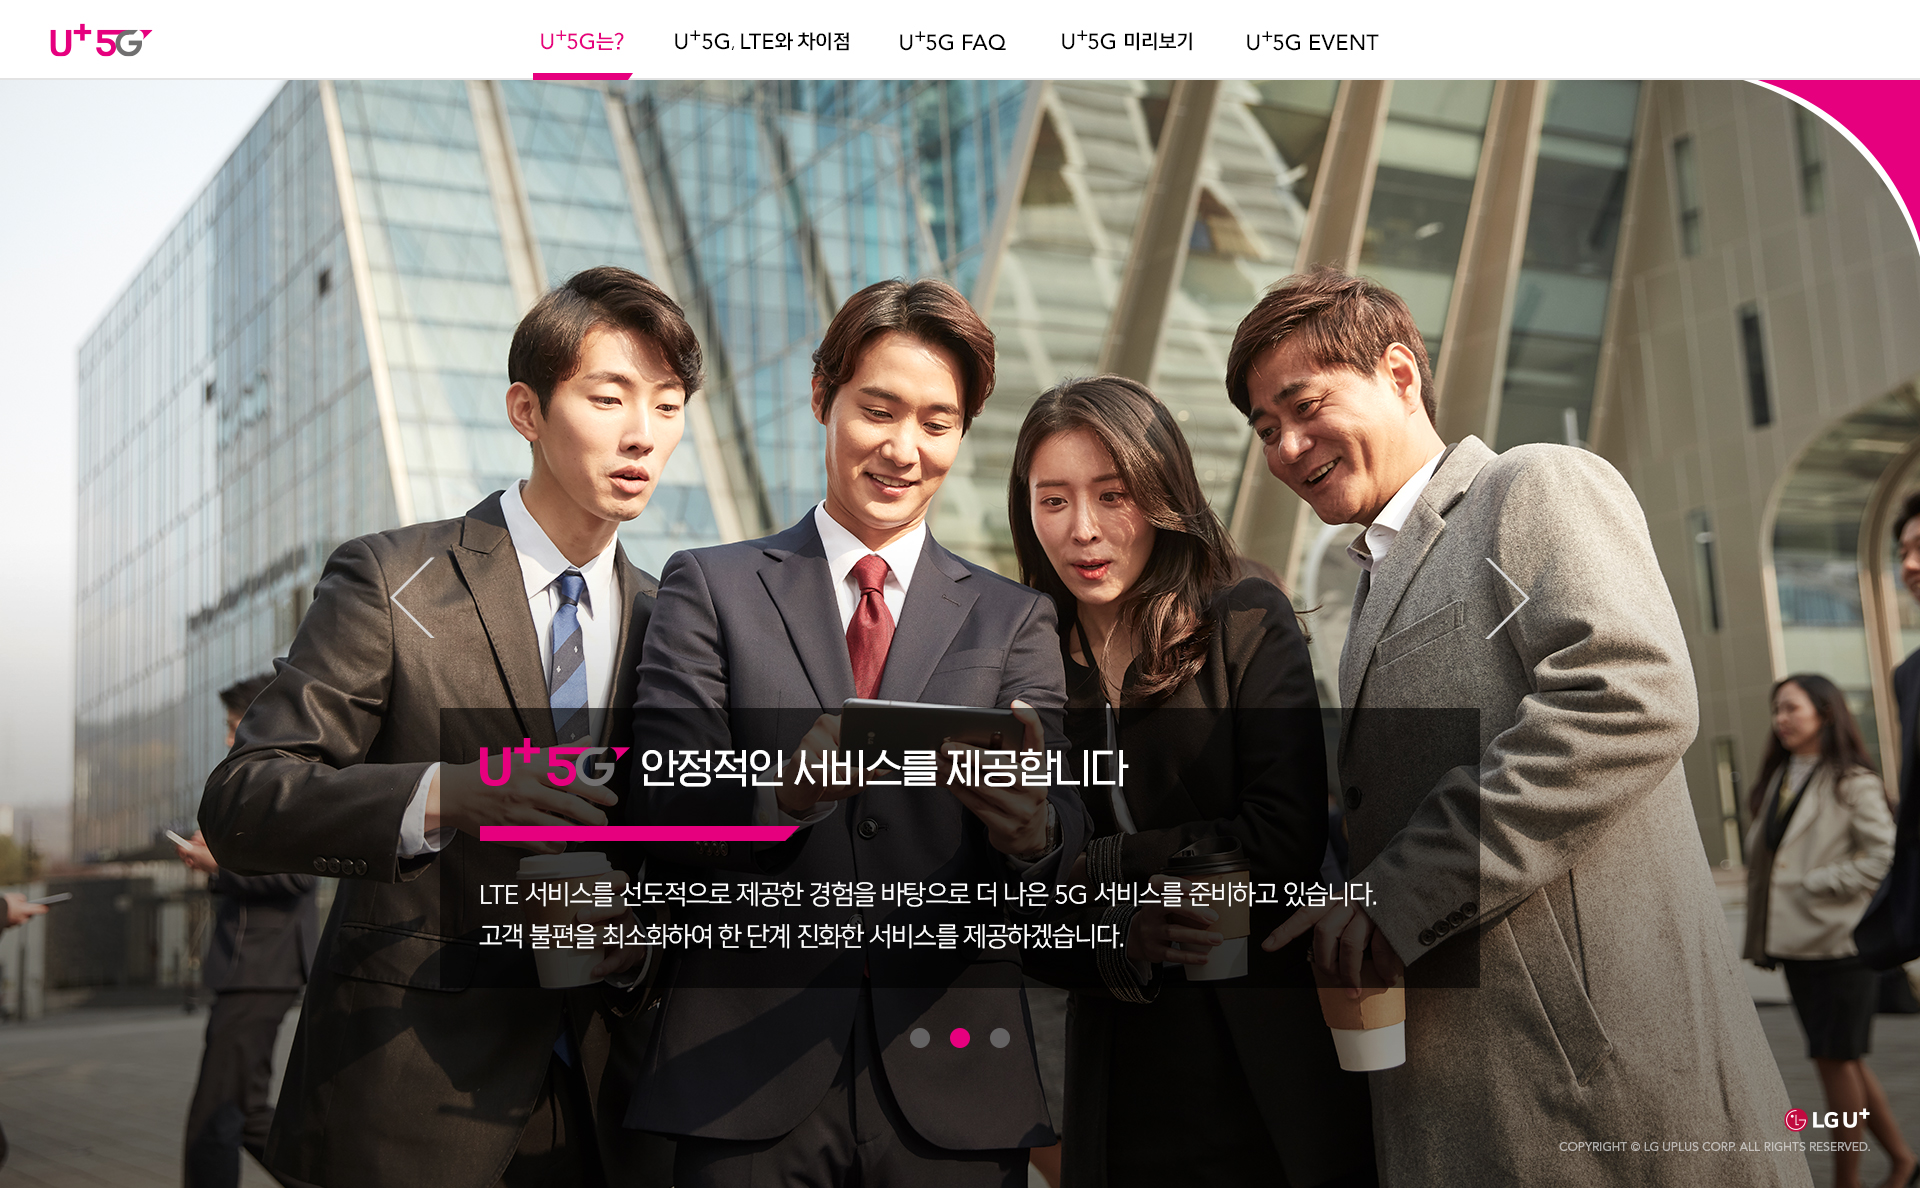 U+5G
U+5G는?
U+5G, LTE와 차이점
U+5G FAQ
U+5G 미리보기
U+5G EVENT
U+5G 안정적인 서비스를 제공합니다
LTE 서비스를 선도적으로 제공한 경험을 바탕으로 더 나은 5G 서비스를 준비하고 있습니다.
고객 불편을 최소화하여 한 단계 진화한 서비스를 제공하겠습니다.
LG U+
COPYRIGHT © LG UPLUS CORP. ALL RIGHTS RESERVED.